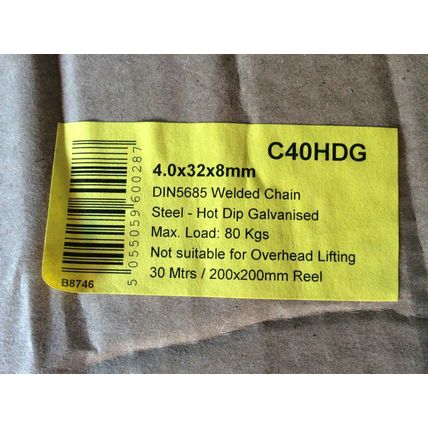 C40HDG
4.0x32x8mm
DIN5685 Welded Chain
Steel - Hot Dip Galvanised
Max. Load: 80 Kgs
Not suitable for Overhead Lifting
30 Mtrs / 200x200mm Reel
5 055059 600287
B8746